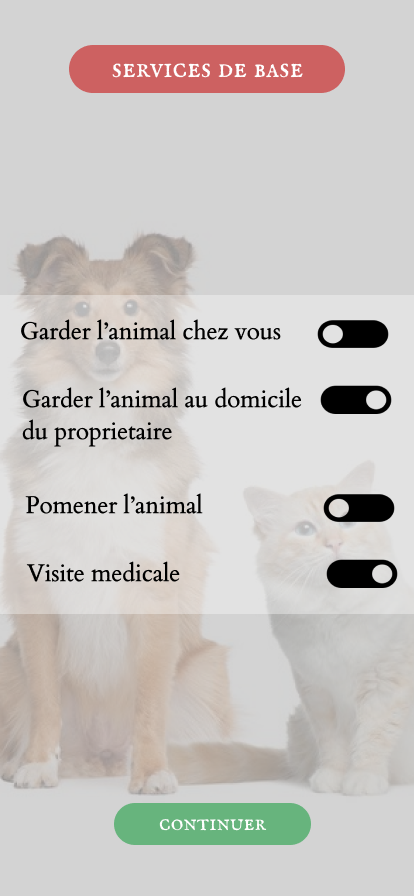 SERVICES DE BASE
Garder l'animal chez vous
Garder l'animal au domicile
du proprietaire
Pomener l'animal
Visite medicale
CONTINUER